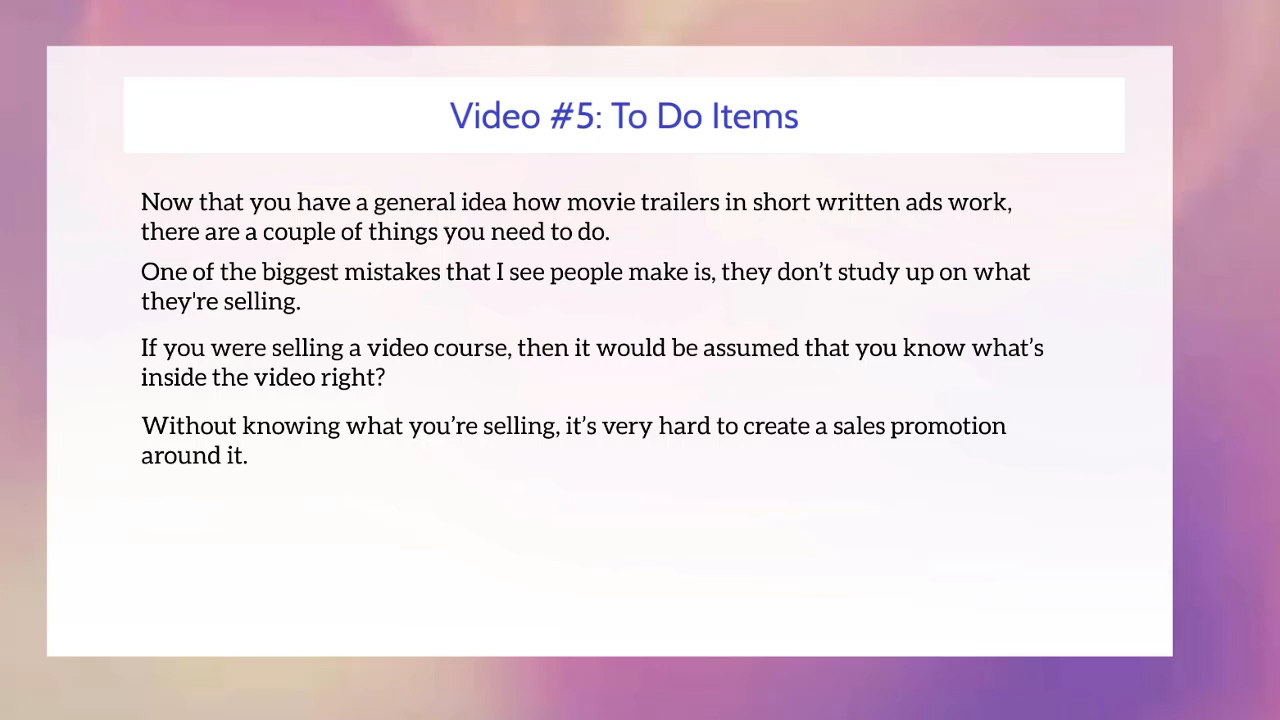 Video #5: To Do Items
Now that you have a general idea how movie trailers in short written ads work,
there are a couple of things you need to do.
One of the biggest mistakes that I see people make is, they don’t study up on what
they're selling.
If you were selling a video course, then it would be assumed that you know what’s
inside the video right?
Without knowing what you’re selling, it’s very hard to create a sales promotion
around it.